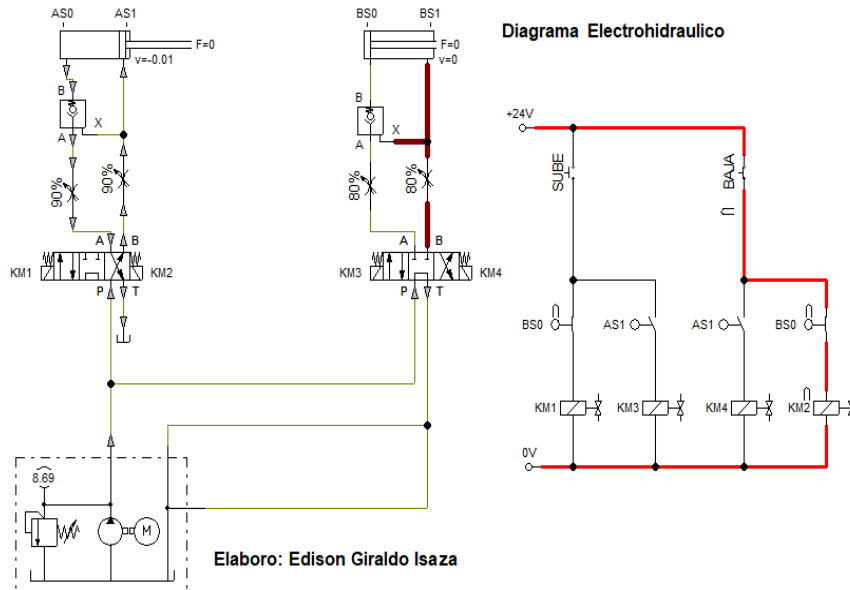 AS0 AS1
BS0 BS1
Diagrama Electrohidraulico
F=0
v=-0.01
F=0
v=0
B
A
X
B
A
X
90%
90%
80%
80%
A B
KM1 KM2
P T
A B
KM3 KM4
P T
+24V
SUBE
BAJA
BS0
AS1
AS1
BS0
KM1
KM3
KM4
KM2
0V
8.69
M
Elaboro: Edison Giraldo Isaza